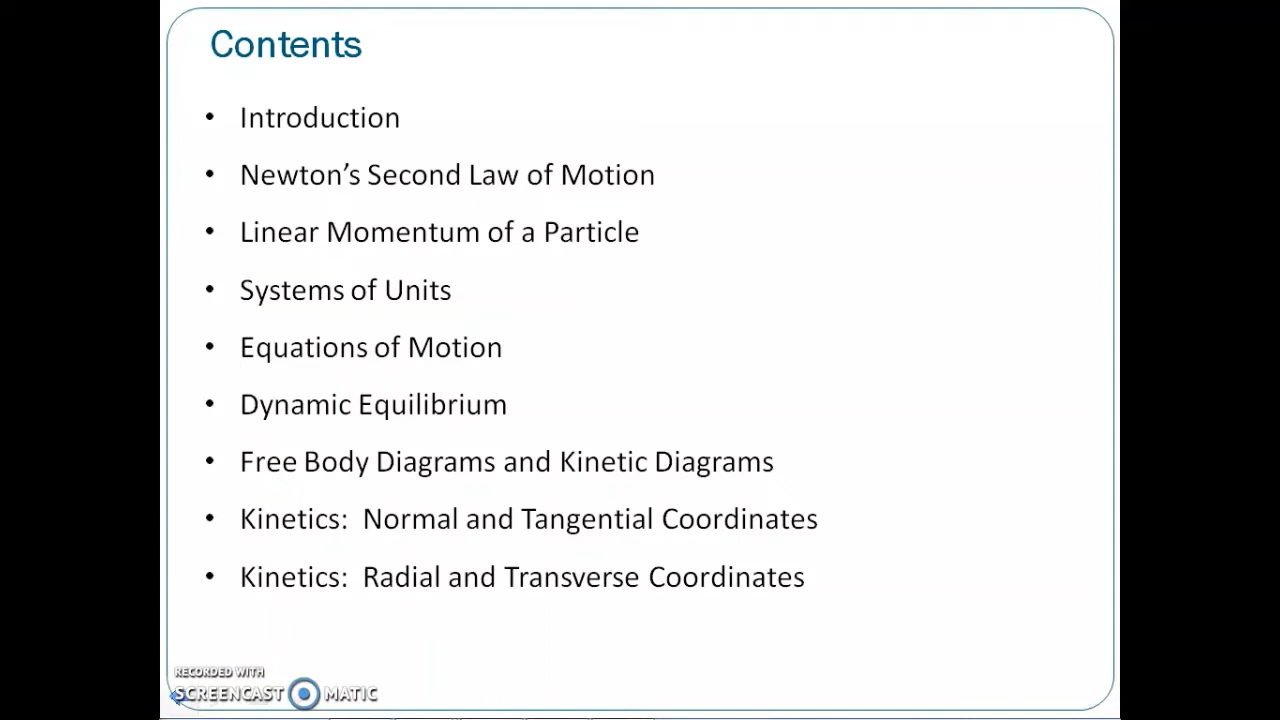 Contents
• Introduction
• Newton’s Second Law of Motion
• Linear Momentum of a Particle
• Systems of Units
• Equations of Motion
• Dynamic Equilibrium
• Free Body Diagrams and Kinetic Diagrams
• Kinetics: Normal and Tangential Coordinates
• Kinetics: Radial and Transverse Coordinates
RECORDED WITH
SCREENCAST MATIC